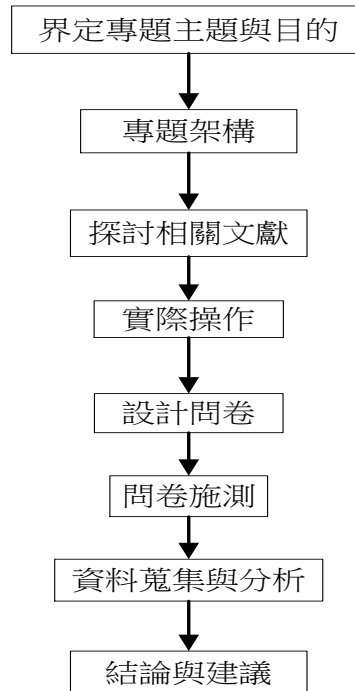 界定專題主題與目的
專題架構
探討相關文獻
實際操作
設計問卷
問卷施測
資料蒐集與分析
結論與建議